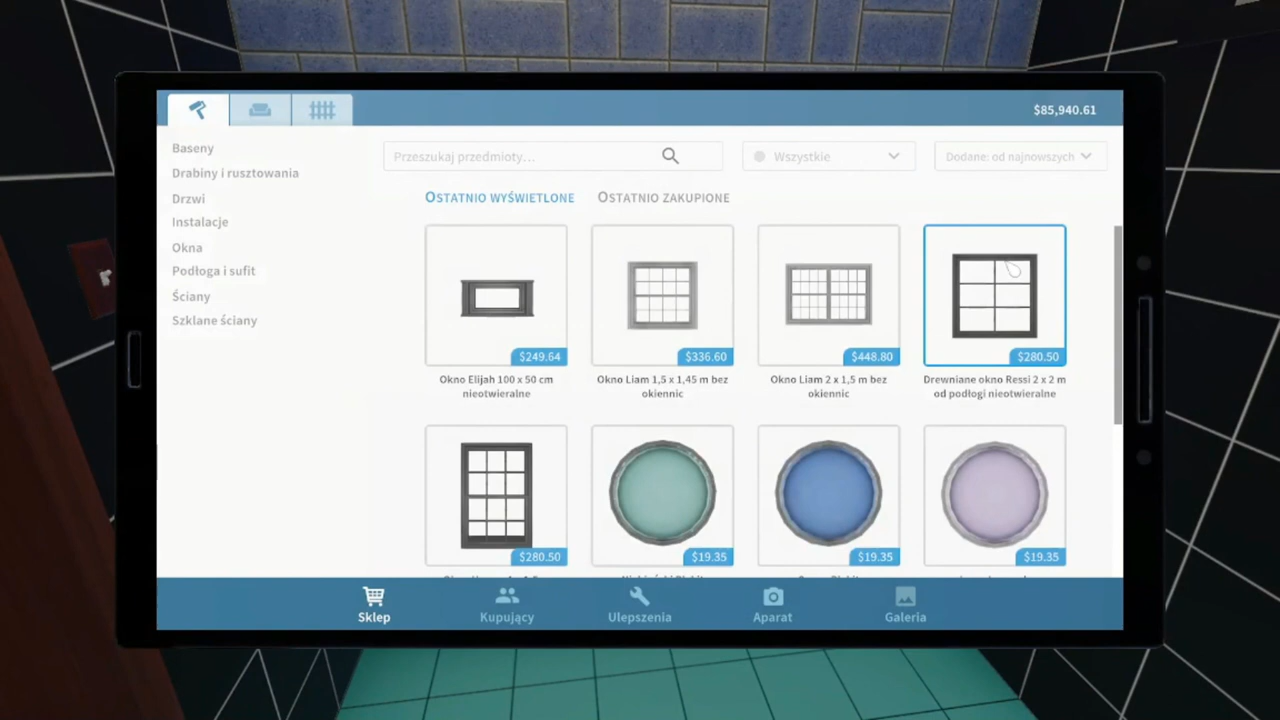 $85,940.61
Baseny
Drabiny i rusztowania
Drzwi
Instalacje
Okna
Podłoga i sufit
Ściany
Szklane ściany
Przeszukaj przedmioty...
Wszystkie
Dodane: od najnowszych
OSTATNIO WYŚWIETLONE
OSTATNIO ZAKUPIONE
$249.64
$336.60
$448.80
$280.50
Okno Elijah 100 x 50 cm
nieotwieralne
Okno Liam 1,5 x 1,45 m bez
okiennic
Okno Liam 2 x 1,5 m bez
okiennic
Drewniane okno Ressi 2 x 2 m
od podłogi nieotwieralne
$280.50
$19.35
$19.35
$19.35
Sklep
Kupujący
Ulepszenia
Aparat
Galeria